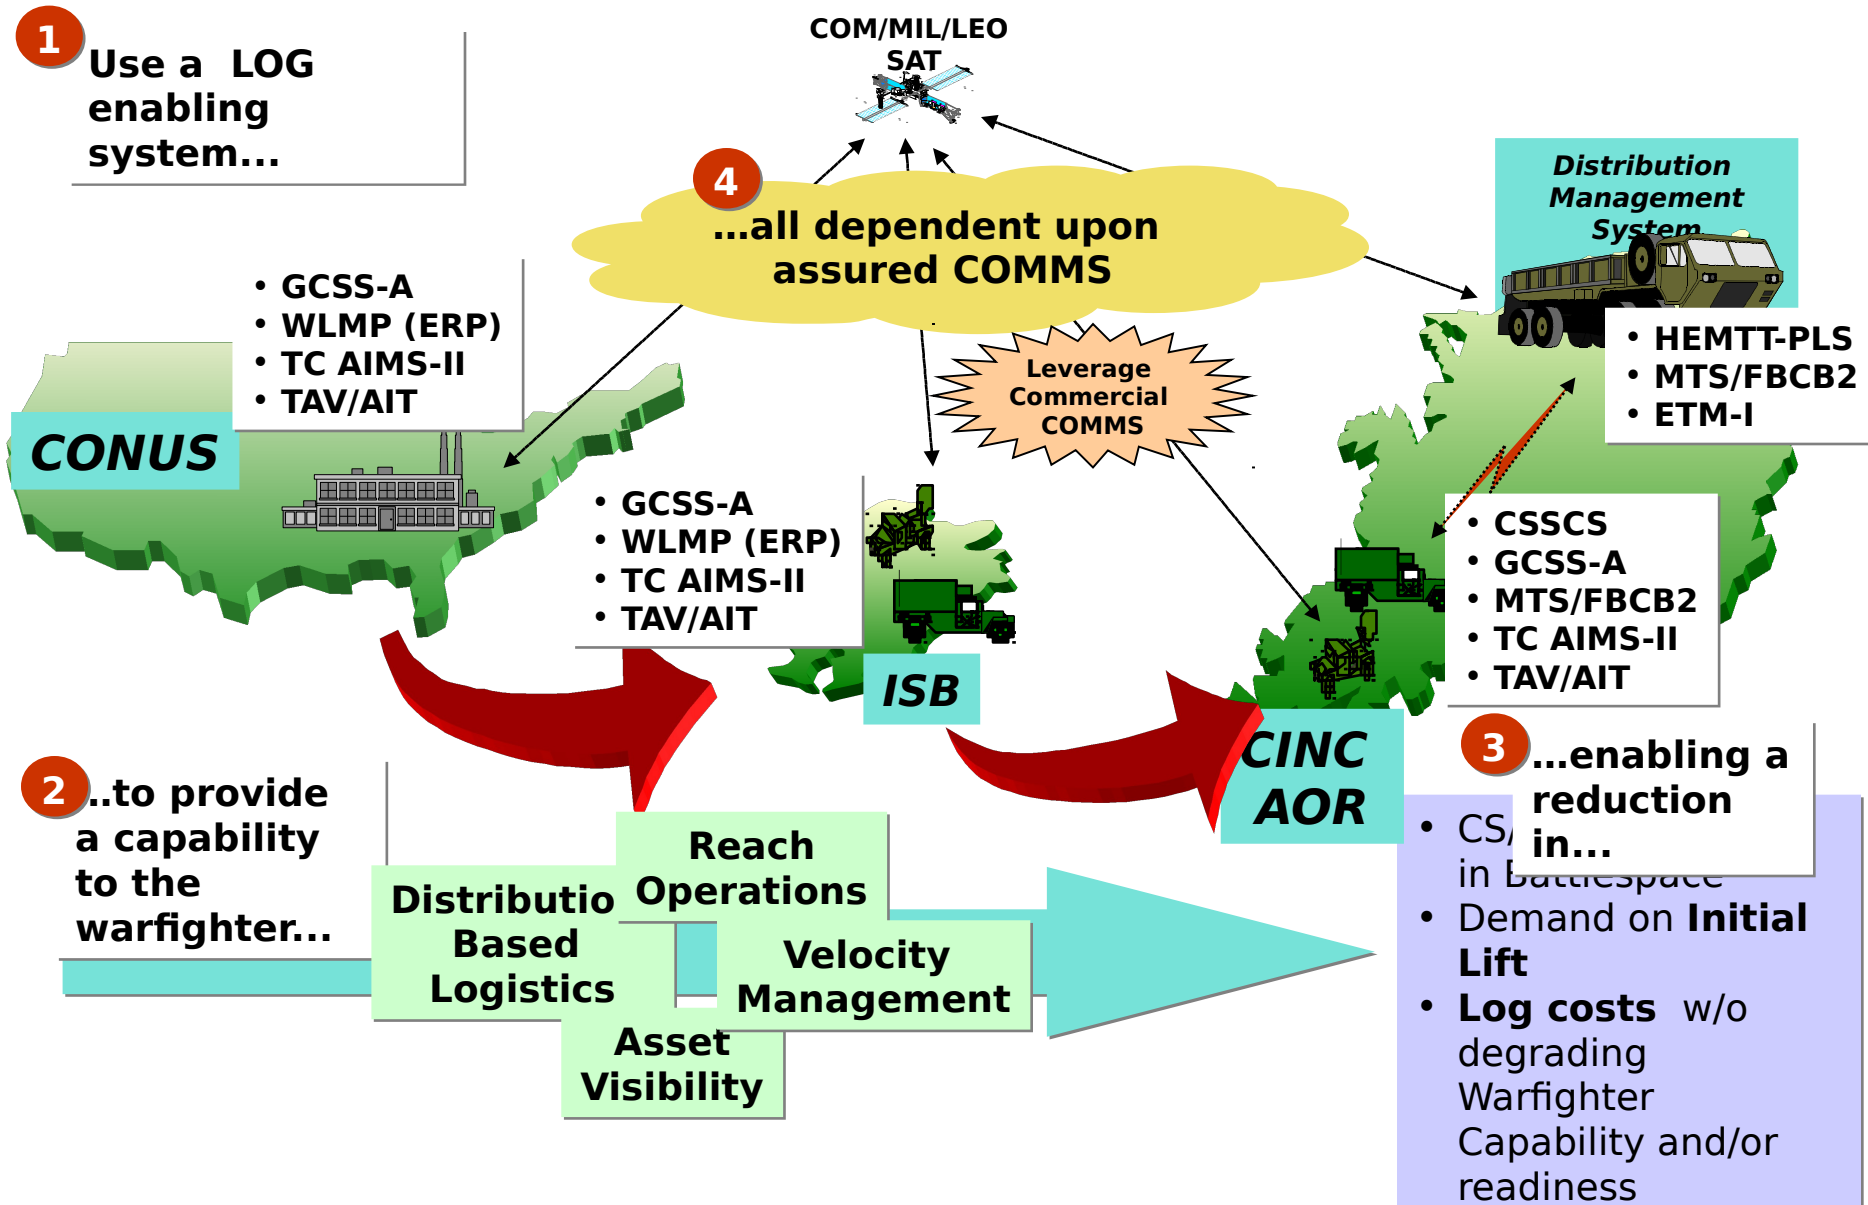 1
Use a LOG
enabling
system...
COM/MIL/LEO
SAT
4
...all dependent upon
assured COMMS
Distribution
Management
System
• GCSS-A
• WLMP (ERP)
• TC AIMS-II
• TAV/AIT
CONUS
Leverage
Commercial
COMMS
• HEMTT-PLS
• MTS/FBCB2
• ETM-I
• GCSS-A
• WLMP (ERP)
• TC AIMS-II
• TAV/AIT
ISB
• CSSCS
• GCSS-A
• MTS/FBCB2
• TC AIMS-II
• TAV/AIT
CINC
AOR
2
...to provide
a capability
to the
warfighter...
Distributio
Based
Logistics
Reach
Operations
Velocity
Management
Asset
Visibility
3
...enabling a
reduction
in...
• CS/
in Battlespace
• Demand on Initial
Lift
• Log costs w/o
degrading
Warfighter
Capability and/or
readiness